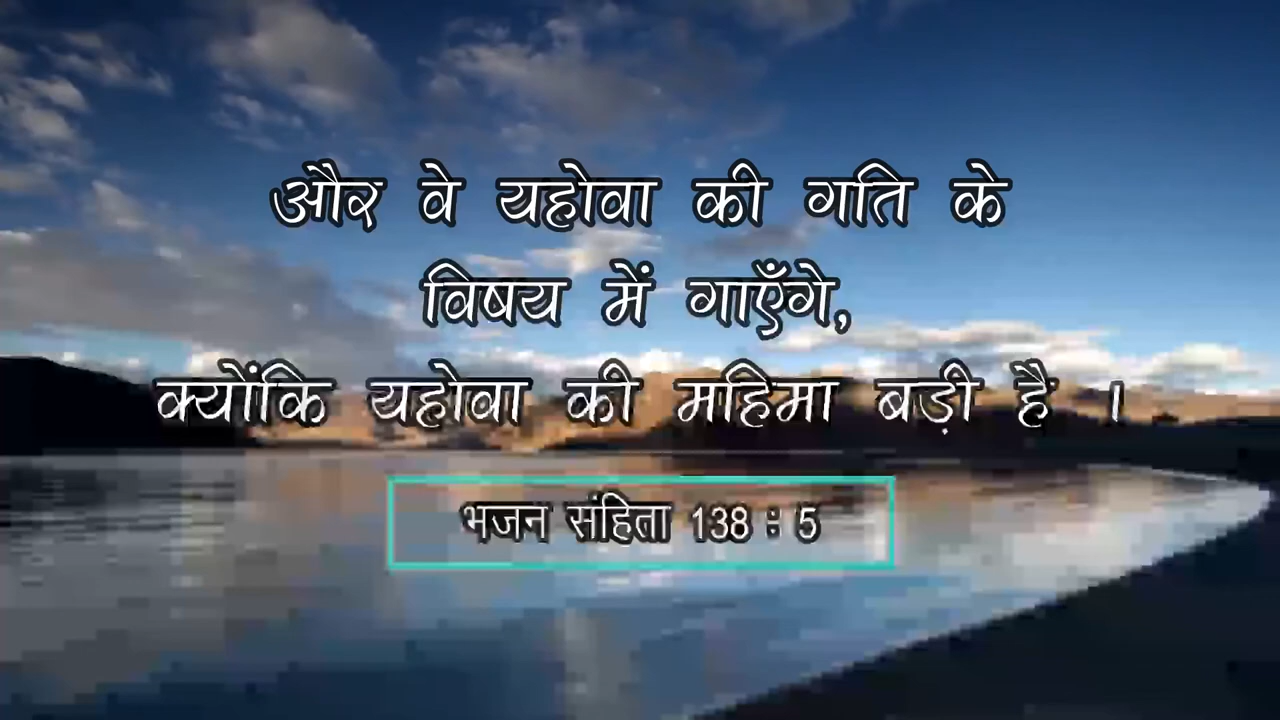 और वे यहोवा की गति के
विषय में गाएँगे,
क्योंकि यहोवा की महिमा बड़ी है ।
भजन संहिता 138 : 5